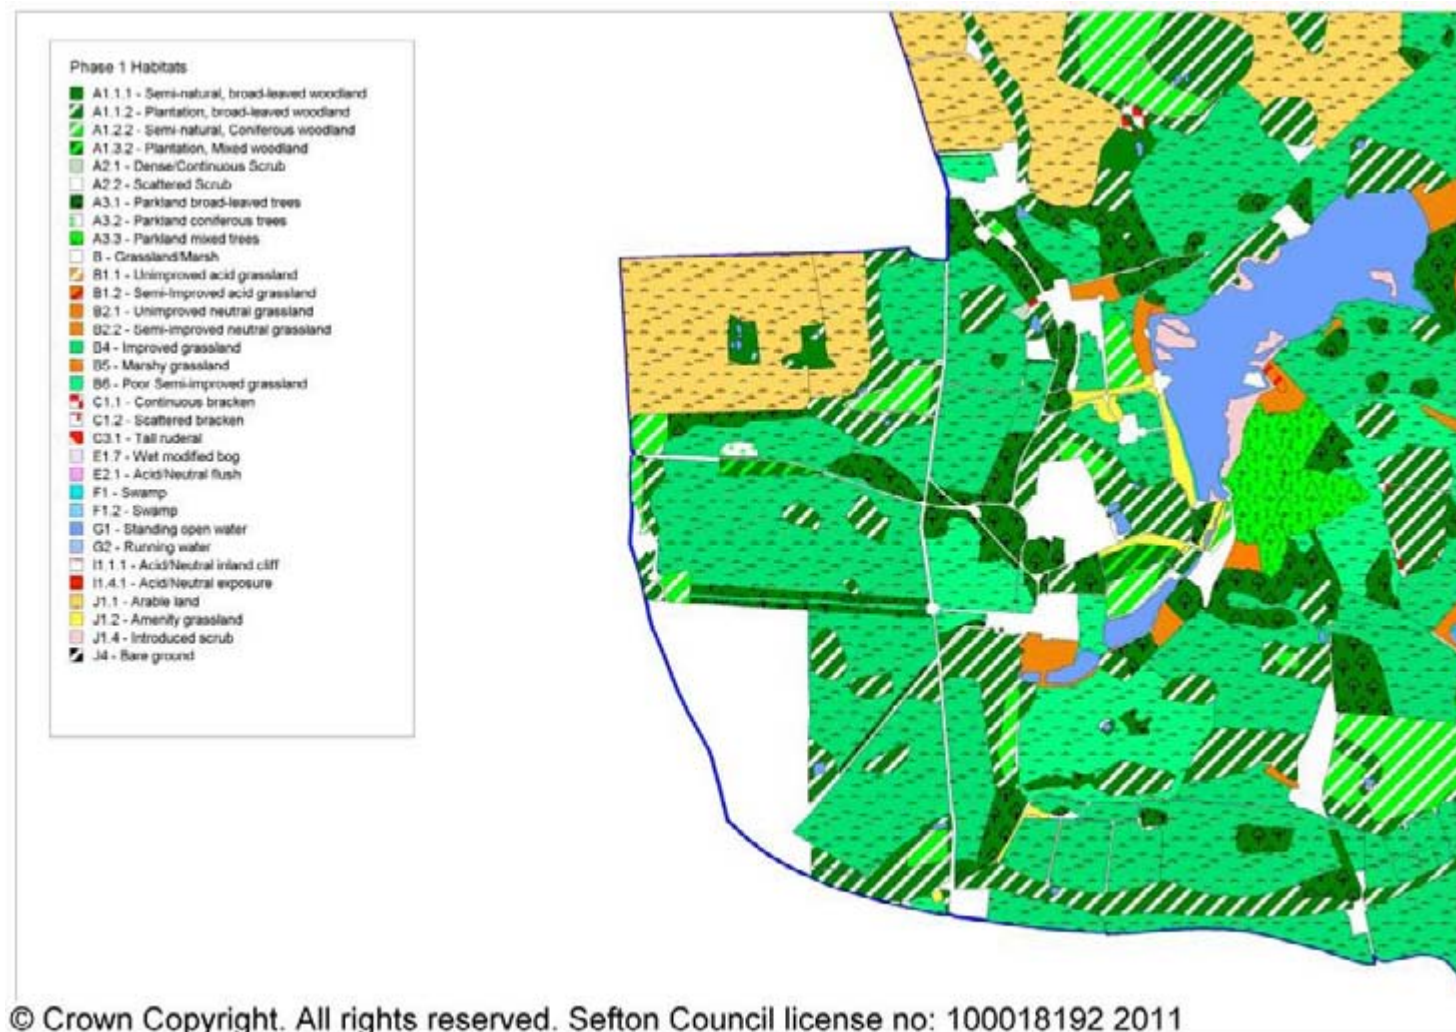 Phase 1 Habitats
A1.1.1 - Semi-natural, broad-leaved woodland
A1.1.2 - Plantation, broad-leaved woodland
A1.2.2 - Semi-natural, Coniferous woodland
A1.3.2 - Plantation, Mixed woodland
A2.1 - Dense/Continuous Scrub
A2.2 - Scattered Scrub
A3.1 - Parkland broad-leaved trees
A3.2 - Parkland coniferous trees
A3.3 - Parkland mixed trees
B - Grassland/Marsh
B1.1 - Unimproved acid grassland
B1.2 - Semi-Improved acid grassland
B2.1 - Unimproved neutral grassland
B2.2 - Semi-improved neutral grassland
B4 - Improved grassland
B5 - Marshy grassland
B6 - Poor Semi-improved grassland
C1.1 - Continuous bracken
C1.2 - Scattered bracken
C3.1 - Tall ruderal
E1.7 - Wet modified bog
E2.1 - Acid/Neutral flush
F1 - Swamp
F1.2 - Swamp
G1 - Standing open water
G2 - Running water
I1.1.1 - Acid/Neutral inland cliff
I1.4.1 - Acid/Neutral exposure
J1.1 - Arable land
J1.2 - Amenity grassland
J1.4 - Introduced scrub
J4 - Bare ground
© Crown Copyright. All rights reserved. Sefton Council license no: 100018192 2011